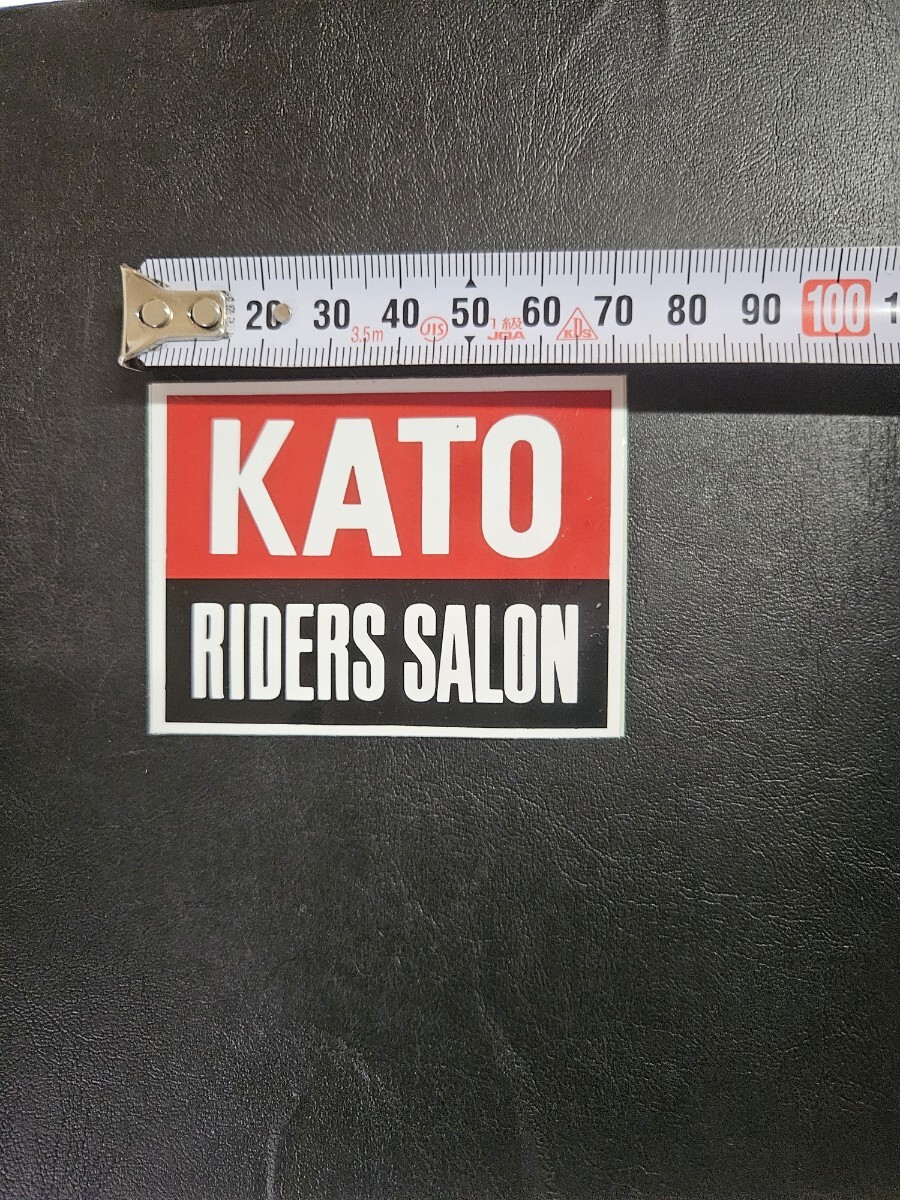 20 30 40 50 60 70 80 90 100 1
3.5m JIS 1級 JQA KDS
KATO
RIDERS SALON